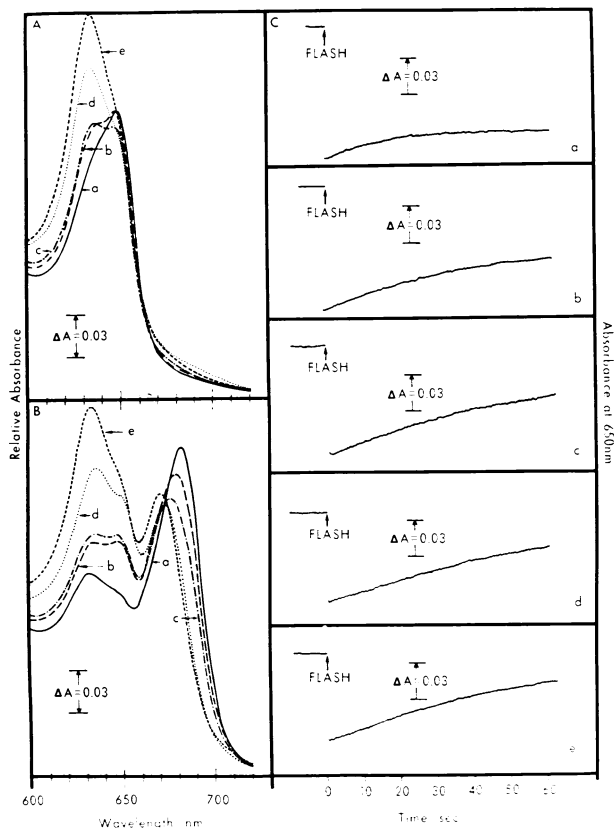 A
e
d
b
a
c
ΔA=0.03
B
e
d
b
a
c
ΔA=0.03
Relative Absorbance
600
650
700
Wavelength nm
C
FLASH
ΔA=0.03
a
FLASH
ΔA=0.03
b
FLASH
ΔA=0.03
c
FLASH
ΔA=0.03
d
FLASH
ΔA=0.03
e
0 10 20 30 40 50 60
Time sec
Absorbance at 650nm